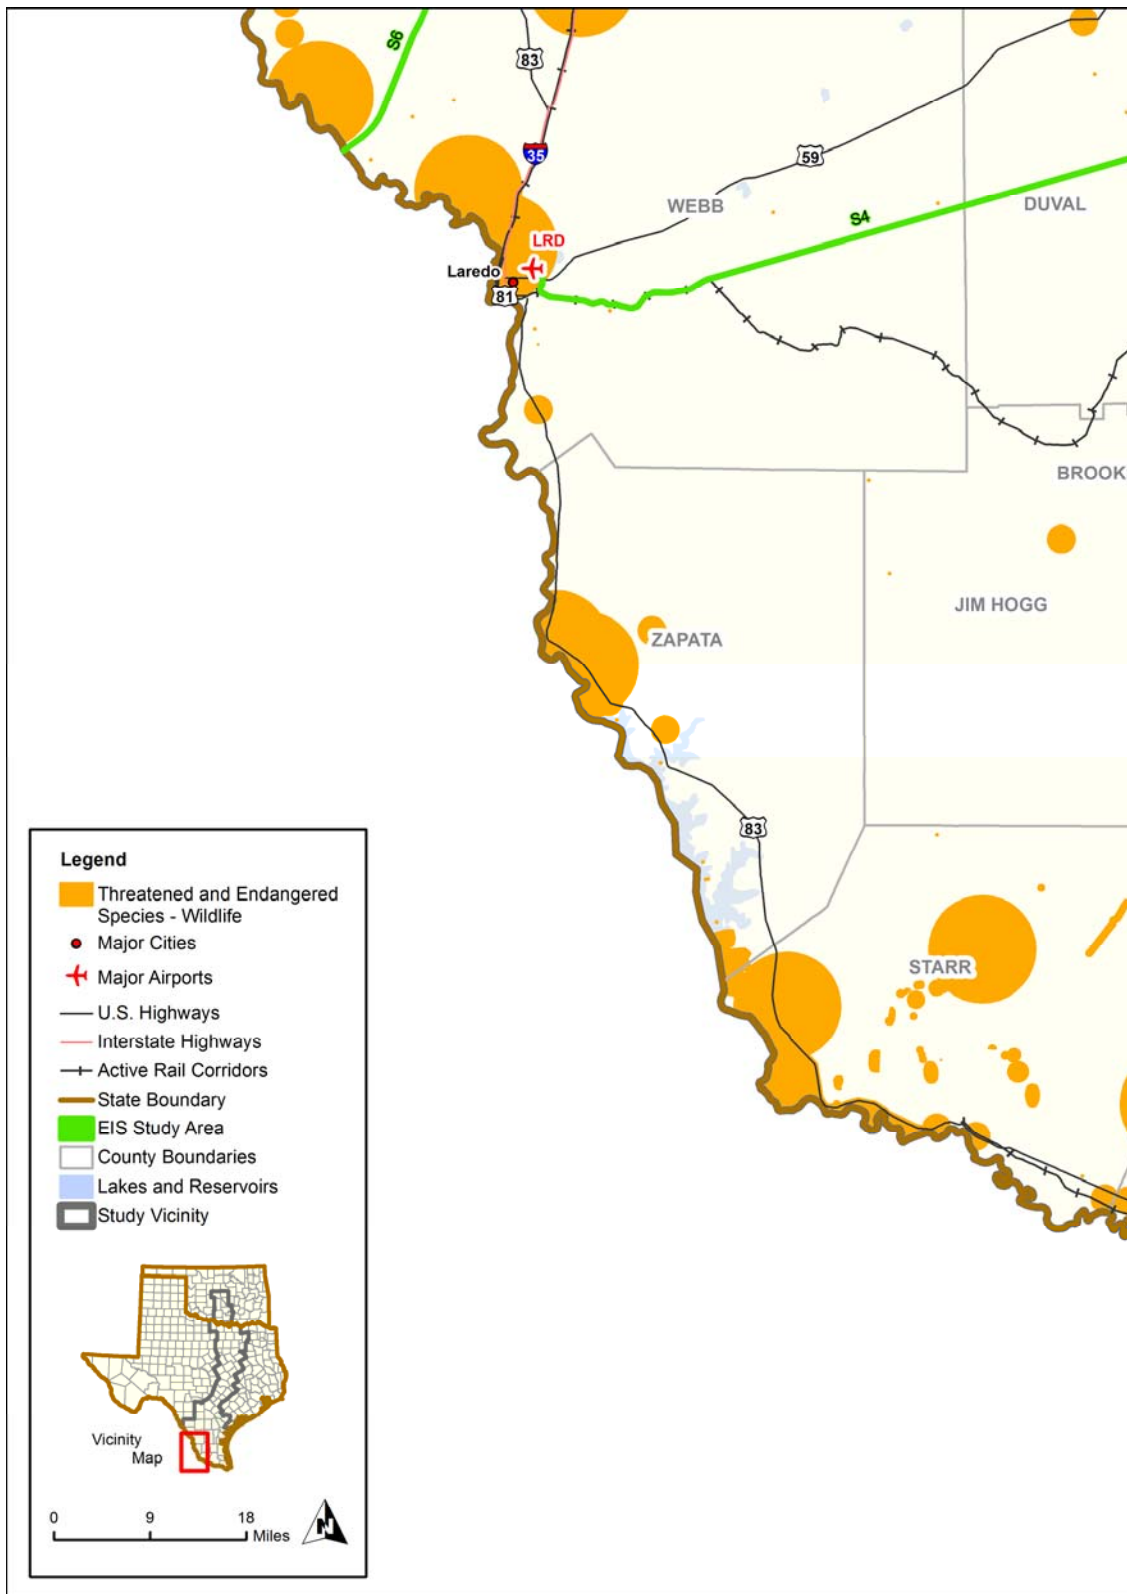 S6
83
35
59
WEBB
DUVAL
S4
LRD
Laredo
81
BROOK
JIM HOGG
ZAPATA
83
STARR
Legend
Threatened and Endangered
Species - Wildlife
Major Cities
Major Airports
U.S. Highways
Interstate Highways
Active Rail Corridors
State Boundary
EIS Study Area
County Boundaries
Lakes and Reservoirs
Study Vicinity
Vicinity
Map
0 9 18
Miles
N